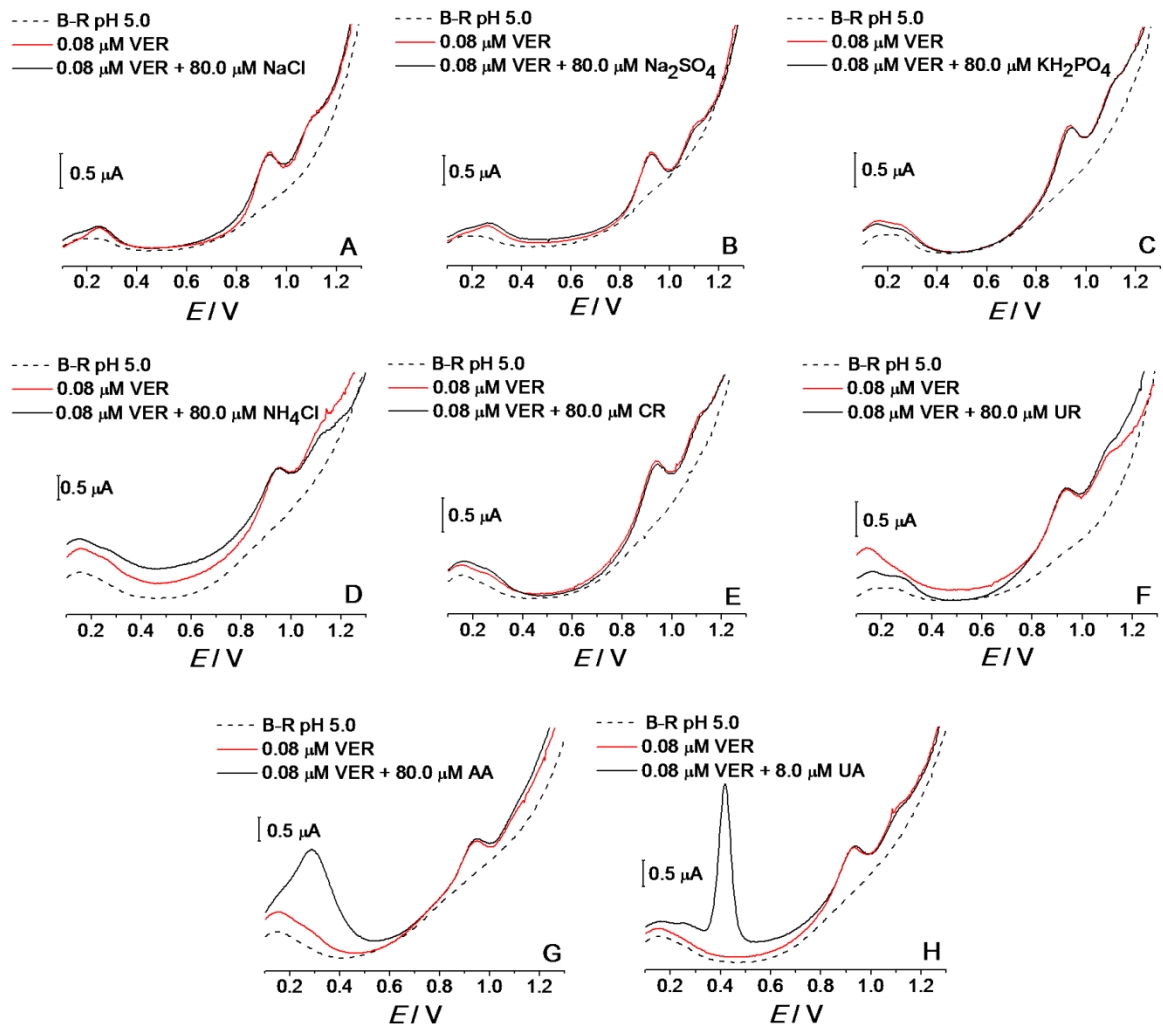 B-R pH 5.0
0.08 μM VER
0.08 μM VER + 80.0 μM NaCl
0.5 μA
A
0.2 0.4 0.6 0.8 1.0 1.2
E / V
B-R pH 5.0
0.08 μM VER
0.08 μM VER + 80.0 μM Na₂SO₄
0.5 μA
B
0.2 0.4 0.6 0.8 1.0 1.2
E / V
B-R pH 5.0
0.08 μM VER
0.08 μM VER + 80.0 μM KH₂PO₄
0.5 μA
C
0.2 0.4 0.6 0.8 1.0 1.2
E / V
B-R pH 5.0
0.08 μM VER
0.08 μM VER + 80.0 μM NH₄Cl
0.5 μA
D
0.2 0.4 0.6 0.8 1.0 1.2
E / V
B-R pH 5.0
0.08 μM VER
0.08 μM VER + 80.0 μM CR
0.5 μA
E
0.2 0.4 0.6 0.8 1.0 1.2
E / V
B-R pH 5.0
0.08 μM VER
0.08 μM VER + 80.0 μM UR
0.5 μA
F
0.2 0.4 0.6 0.8 1.0 1.2
E / V
B-R pH 5.0
0.08 μM VER
0.08 μM VER + 80.0 μM AA
0.5 μA
G
0.2 0.4 0.6 0.8 1.0 1.2
E / V
B-R pH 5.0
0.08 μM VER
0.08 μM VER + 8.0 μM UA
0.5 μA
H
0.2 0.4 0.6 0.8 1.0 1.2
E / V